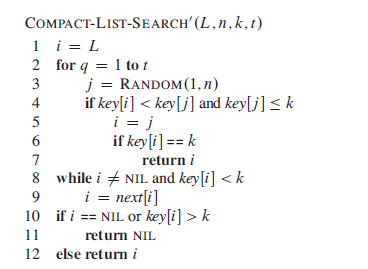 COMPACT-LIST-SEARCH′(L, n, k, t)
1 i = L
2 for q = 1 to t
3 j = RANDOM(1, n)
4 if key[i] < key[j] and key[j] ≤ k
5 i = j
6 if key[i] == k
7 return i
8 while i ≠ NIL and key[i] < k
9 i = next[i]
10 if i == NIL or key[i] > k
11 return NIL
12 else return i